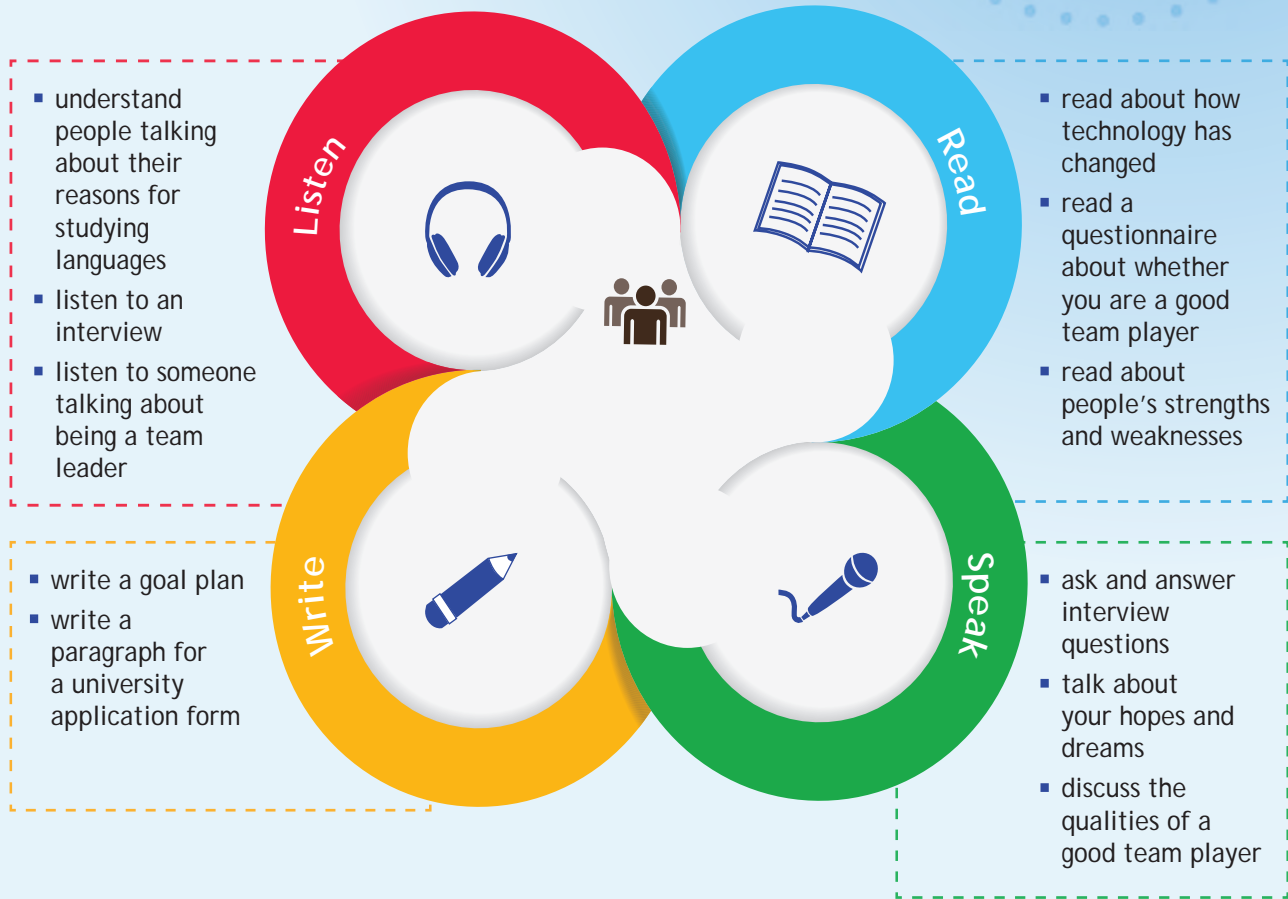 Listen
▪ understand
people talking
about their
reasons for
studying
languages
▪ listen to an
interview
▪ listen to someone
talking about
being a team
leader
Read
▪ read about how
technology has
changed
▪ read a
questionnaire
about whether
you are a good
team player
▪ read about
people's strengths
and weaknesses
Write
▪ write a goal plan
▪ write a
paragraph for
a university
application form
Speak
▪ ask and answer
interview
questions
▪ talk about
your hopes and
dreams
▪ discuss the
qualities of a
good team player